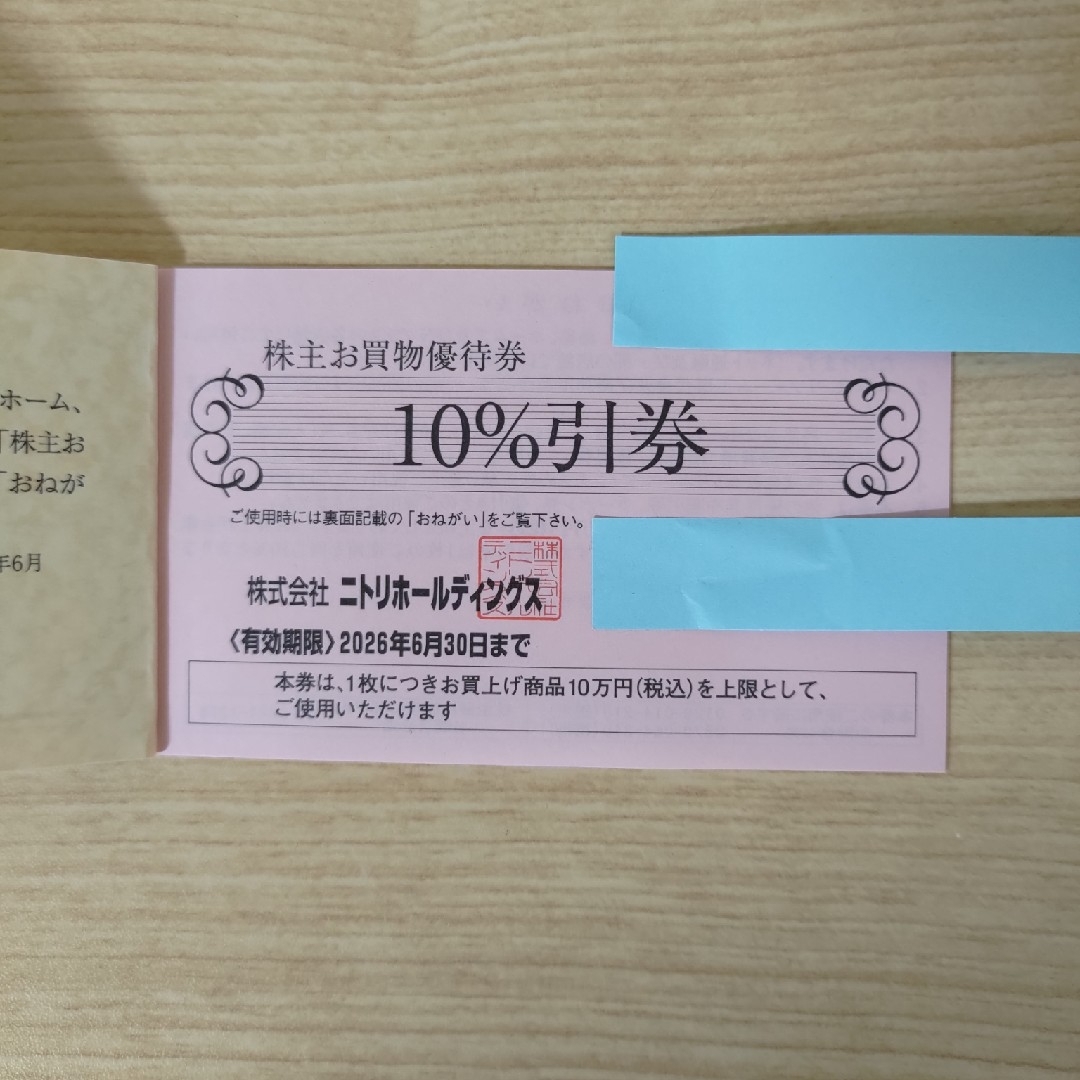 ホーム、
「株主お
「おねが
年6月
株主お買物優待券
10%引券
ご使用時には裏面記載の「おねがい」をご覧下さい。
株式会社 ニトリホールディングス
〈有効期限〉2026年6月30日まで
本券は、1枚につきお買上げ商品10万円(税込)を上限として、
ご使用いただけます